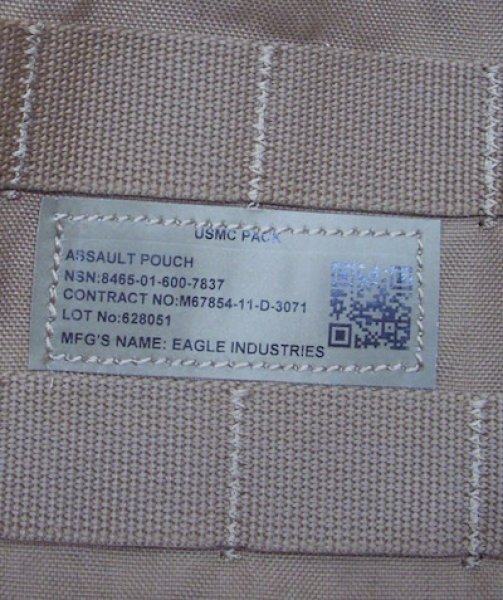 USMC PACK
ASSAULT POUCH
NSN:8465-01-600-7837
CONTRACT NO:M67854-11-D-3071
LOT No:628051
MFG'S NAME: EAGLE INDUSTRIES